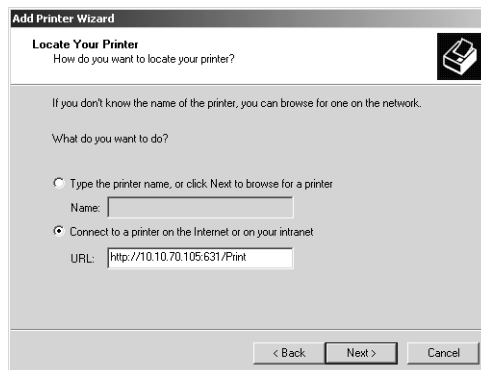 Add Printer Wizard
Locate Your Printer
How do you want to locate your printer?
If you don't know the name of the printer, you can browse for one on the network.
What do you want to do?
Type the printer name, or click Next to browse for a printer
Name:
Connect to a printer on the Internet or on your intranet
URL: http://10.10.70.105:631/Print
< Back Next > Cancel